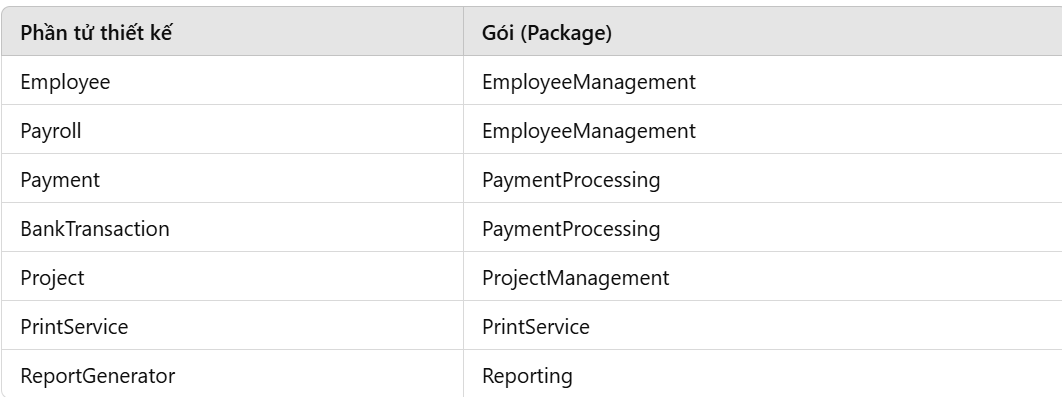 Phần tử thiết kế Gói (Package)
Employee EmployeeManagement
Payroll EmployeeManagement
Payment PaymentProcessing
BankTransaction PaymentProcessing
Project ProjectManagement
PrintService PrintService
ReportGenerator Reporting